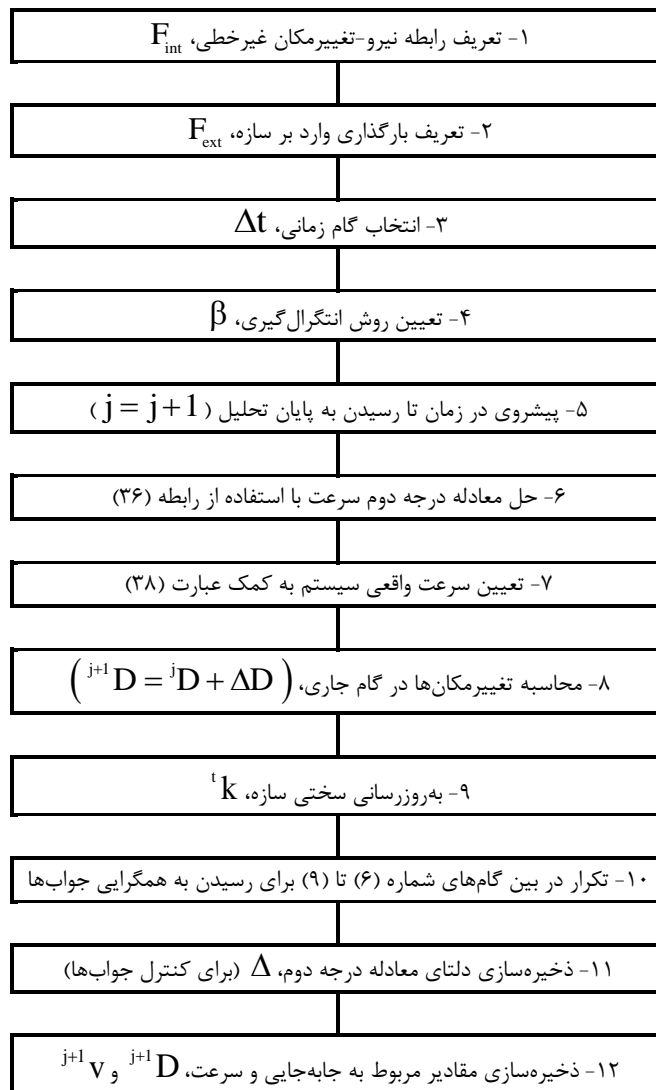 ۱- تعریف رابطه نیرو-تغییرمکان غیرخطی، F_int
۲- تعریف بارگذاری وارد بر سازه، F_ext
۳- انتخاب گام زمانی، Δt
۴- تعیین روش انتگرال‌گیری، β
۵- پیشروی در زمان تا رسیدن به پایان تحلیل (j = j+1)
۶- حل معادله درجه دوم سرعت با استفاده از رابطه (۳۶)
۷- تعیین سرعت واقعی سیستم به کمک عبارت (۳۸)
۸- محاسبه تغییرمکان‌ها در گام جاری، (ʲ⁺¹D = ʲD + ΔD)
۹- به‌روزرسانی سختی سازه، ᵗk
۱۰- تکرار در بین گام‌های شماره (۶) تا (۹) برای رسیدن به همگرایی جواب‌ها
۱۱- ذخیره‌سازی دلتای معادله درجه دوم، Δ (برای کنترل جواب‌ها)
۱۲- ذخیره‌سازی مقادیر مربوط به جابه‌جایی و سرعت، ʲ⁺¹D و ʲ⁺¹v